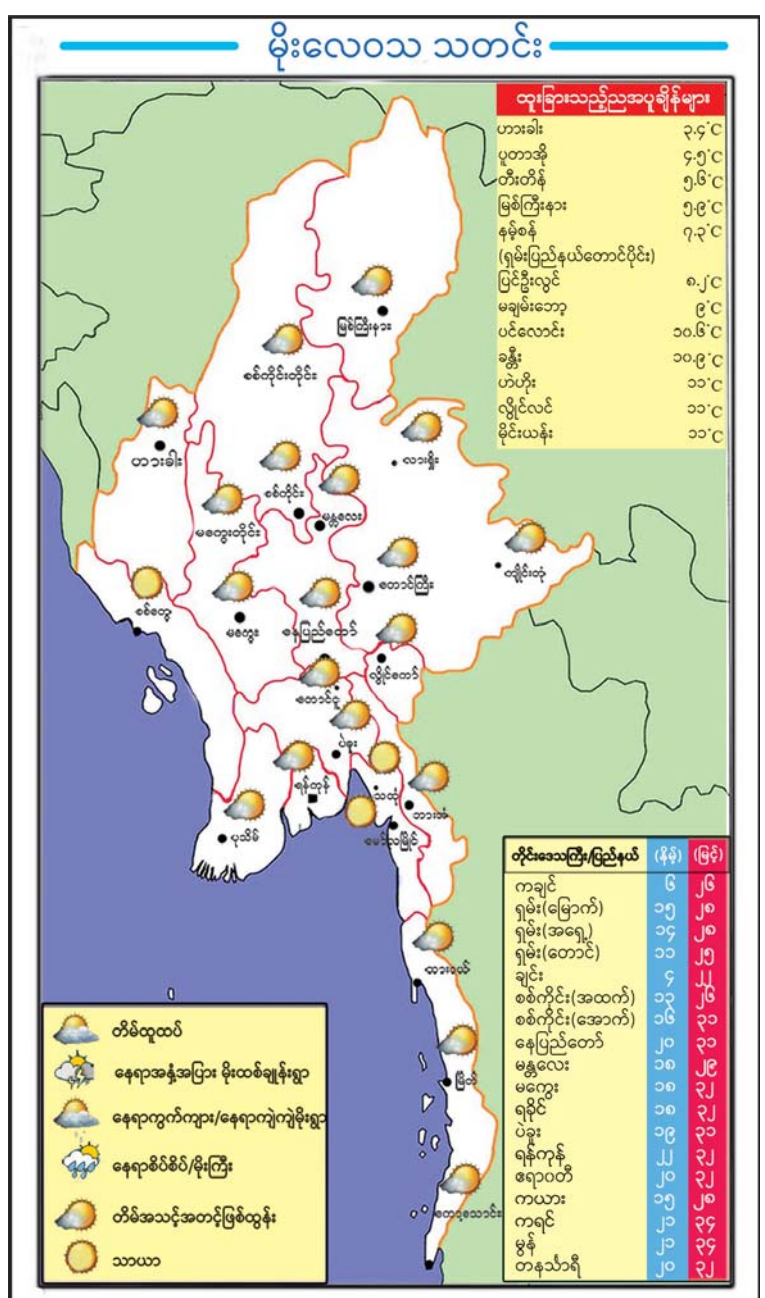 မိုးလေဝသ သတင်း
ထူးခြားသည့်ညအပူချိန်များ
ဟားခါး ၃.၄°C
ပူတာအို ၄.၅°C
တီးတိန် ၅.၆°C
မြစ်ကြီးနား ၅.၉°C
နမ့်စန် ၇.၃°C
(ရှမ်းပြည်နယ်တောင်ပိုင်း)
ပြင်ဦးလွင် ၈.၂°C
မချမ်းဘော့ ၉°C
ပင်လောင်း ၁၀.၆°C
ခန္တီး ၁၀.၉°C
ဟဲဟိုး ၁၁°C
လွိုင်လင် ၁၁°C
မိုင်းယန်း ၁၁°C
မြစ်ကြီးနား
စစ်ကိုင်းတိုင်း
ဟားခါး
လားရှိုး
စစ်ကိုင်း
မန္တလေး
မကွေးတိုင်း
ကျိုင်းတုံ
တောင်ကြီး
စစ်တွေ
မကွေး
နေပြည်တော်
လွိုင်ကော်
တောင်ငူ
ပဲခူး
ရန်ကုန်
သထုံ
ဘားအံ
ပုသိမ်
မော်လမြိုင်
ထားဝယ်
မြိတ်
ကော့သောင်း
တိုင်းဒေသကြီး/ပြည်နယ် (နိမ့်) (မြင့်)
ကချင် ၆ ၂၆
ရှမ်း(မြောက်) ၁၅ ၂၈
ရှမ်း(အရှေ့) ၁၄ ၂၈
ရှမ်း(တောင်) ၁၁ ၂၅
ချင်း ၄ ၂၂
စစ်ကိုင်း(အထက်) ၁၃ ၂၆
စစ်ကိုင်း(အောက်) ၁၆ ၃၁
နေပြည်တော် ၂၀ ၃၁
မန္တလေး ၁၈ ၂၉
မကွေး ၁၈ ၃၂
ရခိုင် ၁၈ ၃၂
ပဲခူး ၁၉ ၃၁
ရန်ကုန် ၂၂ ၃၂
ဧရာဝတီ ၂၀ ၃၂
ကယား ၁၅ ၂၈
ကရင် ၂၁ ၃၄
မွန် ၂၁ ၃၄
တနင်္သာရီ ၂၀ ၃၂
တိမ်ထူထပ်
နေရာအနှံ့အပြား မိုးထစ်ချုန်းရွာ
နေရာကွက်ကျား/နေရာကျဲကျဲမိုးရွာ
နေရာစိပ်စိပ်/မိုးကြီး
တိမ်အသင့်အတင့်ဖြစ်ထွန်း
သာယာ